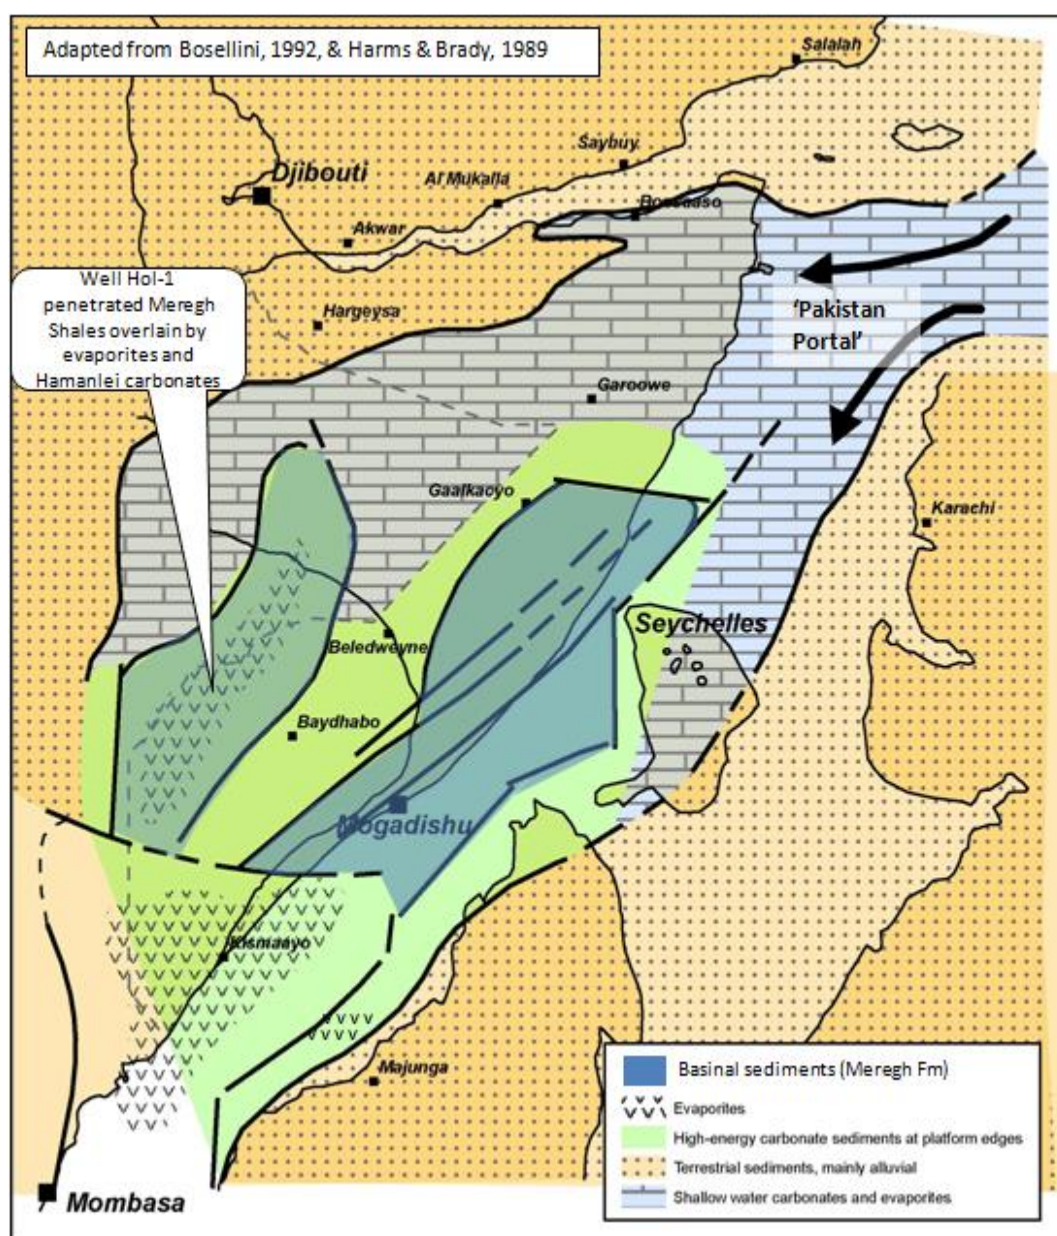 Adapted from Bosellini, 1992, & Harms & Brady, 1989
Salalah
Saybuy
Djibouti
Al Mukalla
Bossaaso
Akwar
Well Hol-1
penetrated Meregh
Shales overlain by
evaporites and
Hamanlei carbonates
Hargeysa
‘Pakistan
Portal’
Garoowe
Gaalkacyo
Karachi
Seychelles
Beledweyne
Baydhabo
Mogadishu
Kismaayo
Majunga
Mombasa
Basinal sediments (Meregh Fm)
Evaporites
High-energy carbonate sediments at platform edges
Terrestrial sediments, mainly alluvial
Shallow water carbonates and evaporites